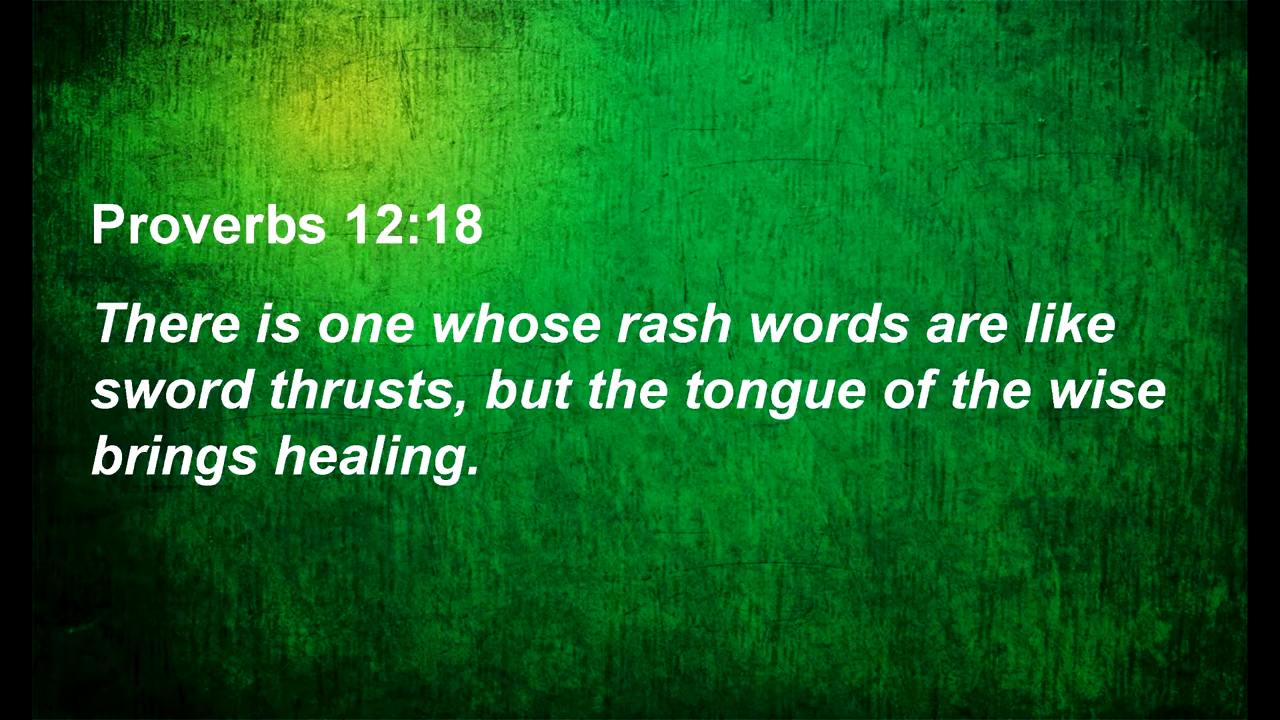 Proverbs 12:18
There is one whose rash words are like
sword thrusts, but the tongue of the wise
brings healing.